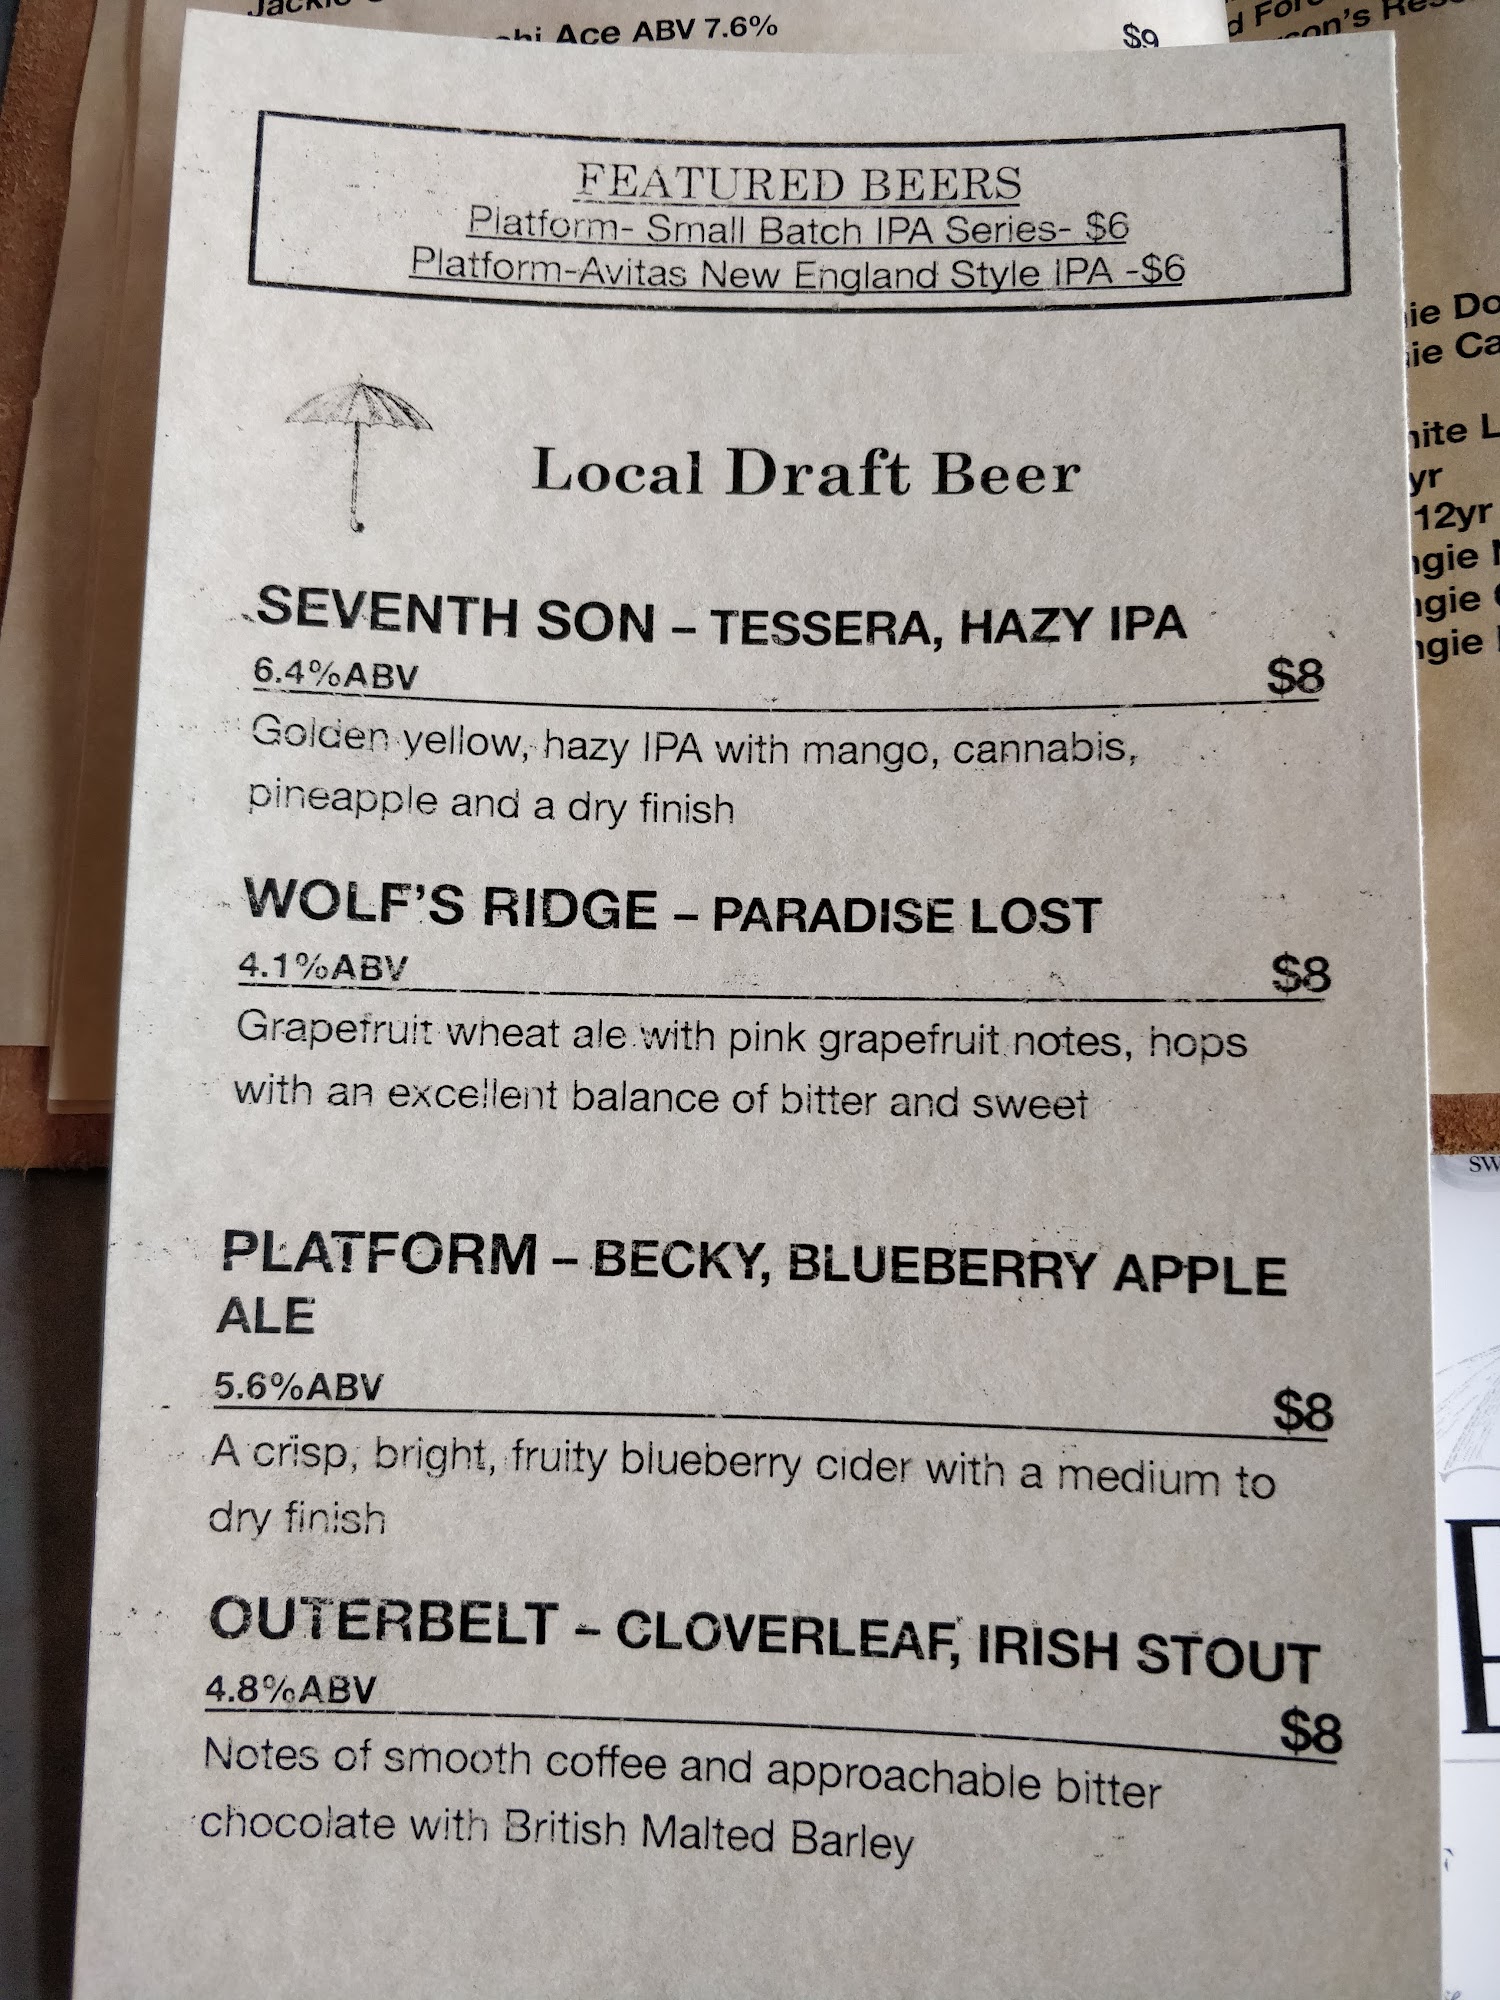 Ace ABV 7.6%
$9
FEATURED BEERS
Platform- Small Batch IPA Series- $6
Platform-Avitas New England Style IPA -$6
Local Draft Beer
SEVENTH SON – TESSERA, HAZY IPA
6.4%ABV $8
Golden yellow, hazy IPA with mango, cannabis,
pineapple and a dry finish
WOLF'S RIDGE – PARADISE LOST
4.1%ABV $8
Grapefruit wheat ale with pink grapefruit notes, hops
with an excellent balance of bitter and sweet
PLATFORM – BECKY, BLUEBERRY APPLE
ALE
5.6%ABV $8
A crisp, bright, fruity blueberry cider with a medium to
dry finish
OUTERBELT – CLOVERLEAF, IRISH STOUT
4.8%ABV $8
Notes of smooth coffee and approachable bitter
chocolate with British Malted Barley
yr
12yr